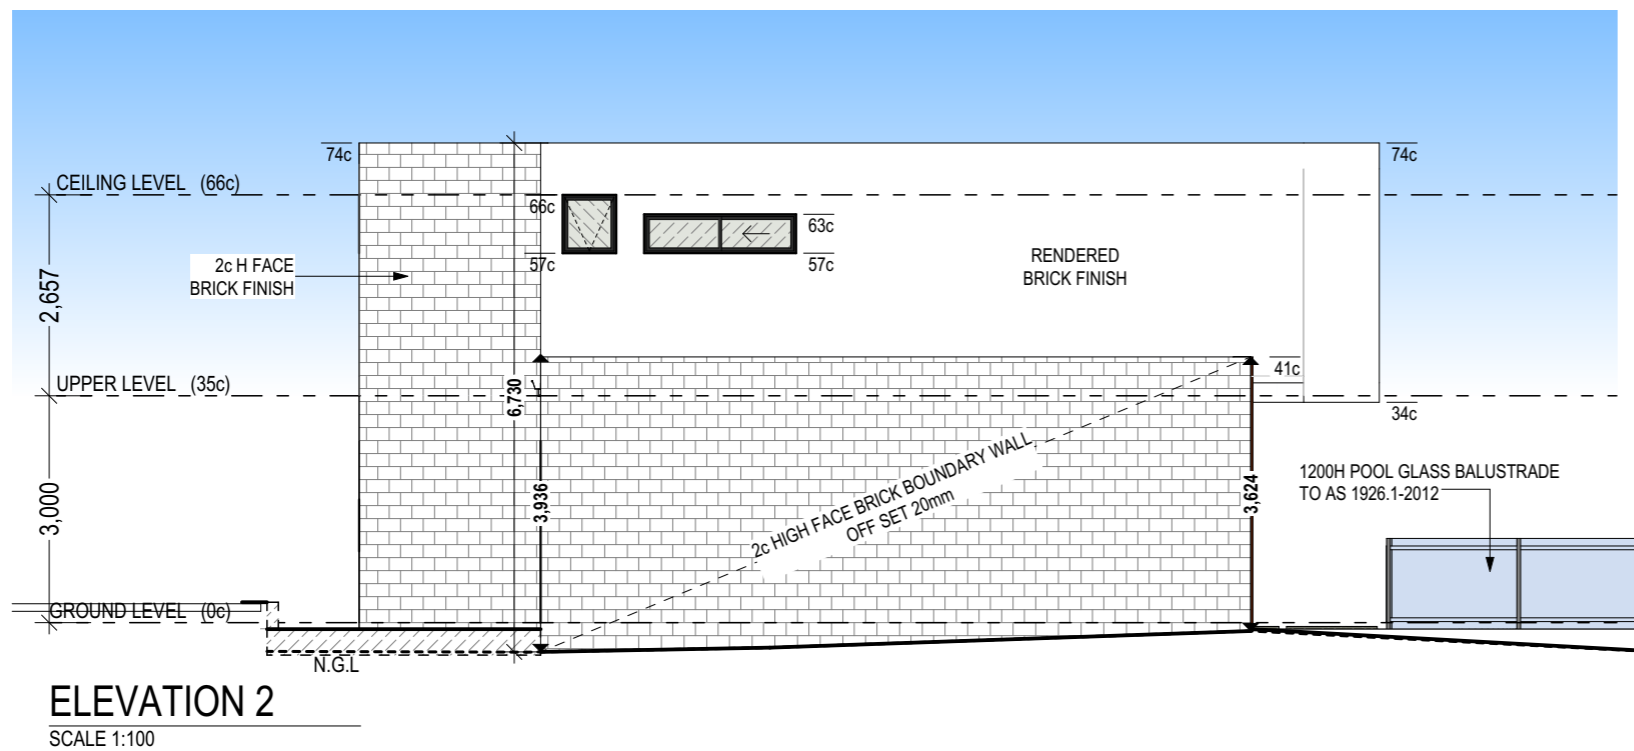 74c
74c
CEILING LEVEL (66c)
66c
63c
57c
57c
2c H FACE
BRICK FINISH
RENDERED
BRICK FINISH
2,657
UPPER LEVEL (35c)
41c
34c
6,730
3,000
3,936
2c HIGH FACE BRICK BOUNDARY WALL
OFF SET 20mm
3,624
1200H POOL GLASS BALUSTRADE
TO AS 1926.1-2012
GROUND LEVEL (0c)
N.G.L
ELEVATION 2
SCALE 1:100